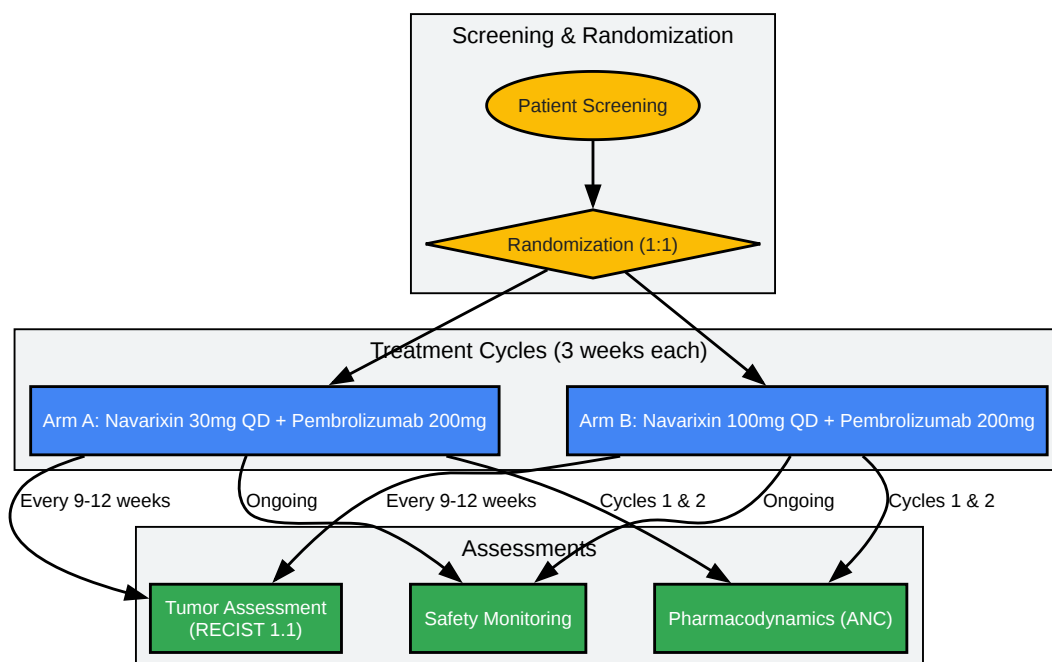 Screening & Randomization
Patient Screening
Randomization (1:1)
Treatment Cycles (3 weeks each)
Arm A: Navarixin 30mg QD + Pembrolizumab 200mg
Arm B: Navarixin 100mg QD + Pembrolizumab 200mg
Every 9-12 weeks
Ongoing
Every 9-12 weeks
Cycles 1 & 2
Ongoing
Cycles 1 & 2
Assessments
Tumor Assessment
(RECIST 1.1)
Safety Monitoring
Pharmacodynamics (ANC)